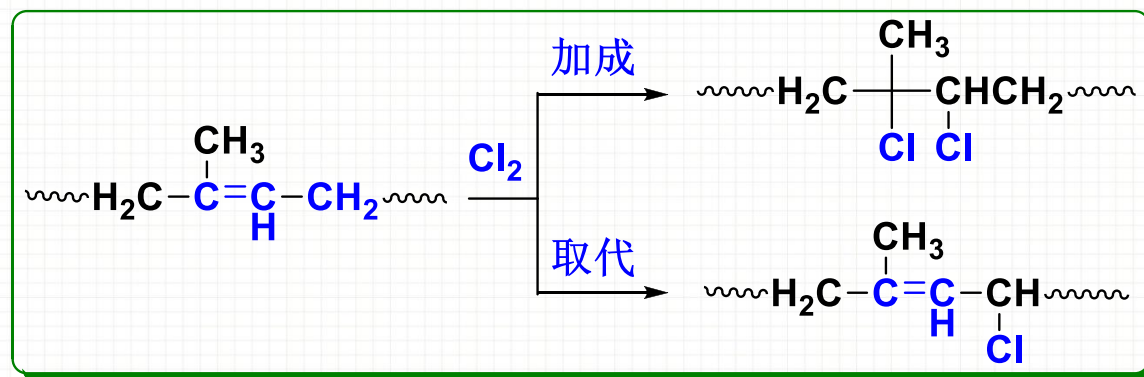 CH₃
H₂C—C=C—CH₂
H
Cl₂
加成
CH₃
H₂C—CHCH₂
Cl Cl
取代
CH₃
H₂C—C=C—CH
H
Cl